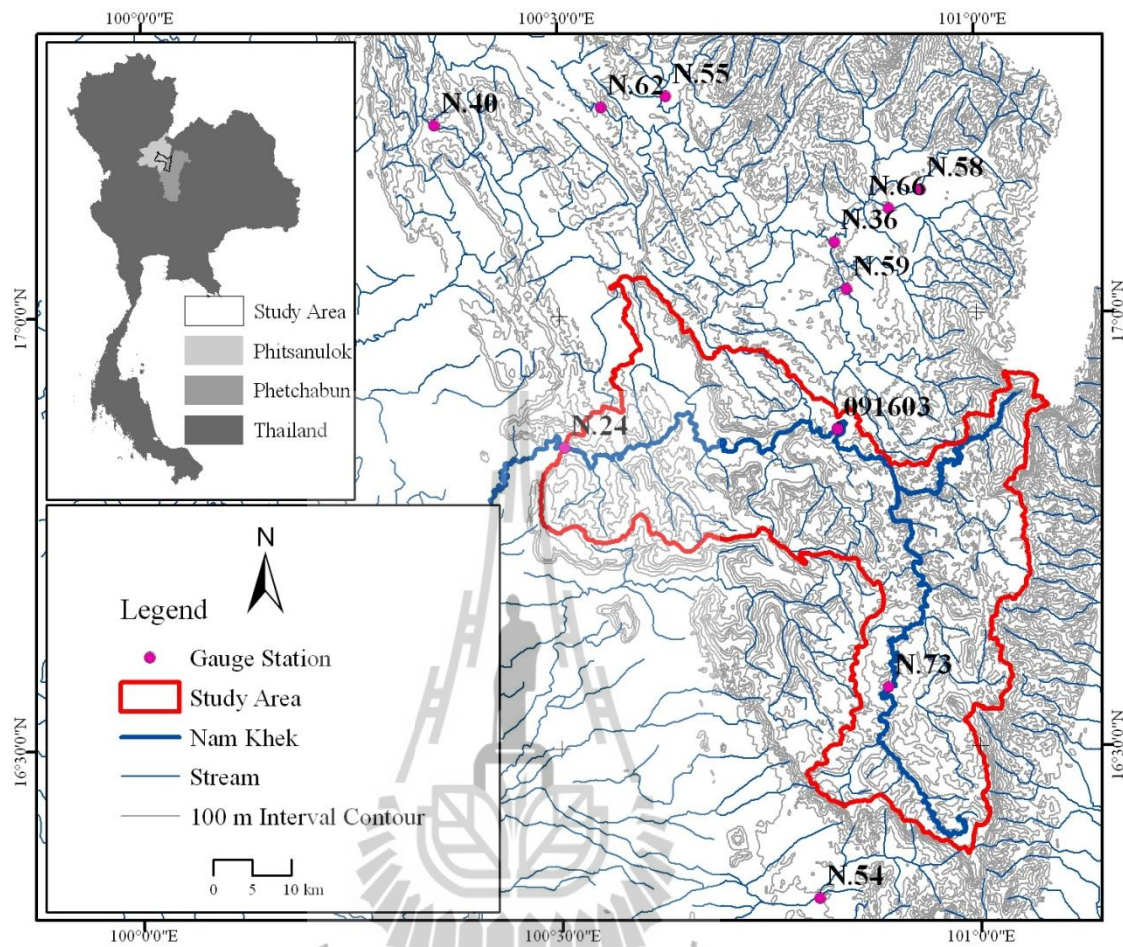 100°0'0"E 100°30'0"E 101°0'0"E
N.55
N.62
N.40
N.58
N.66
N.36
N.59
Study Area
Phitsanulok
Phetchabun
Thailand
17°0'0"N 17°0'0"N
091603
N.24
N
Legend
Gauge Station
Study Area
Nam Khek
Stream
100 m Interval Contour
0 5 10 km
N.73
16°30'0"N 16°30'0"N
N.54
100°0'0"E 100°30'0"E 101°0'0"E